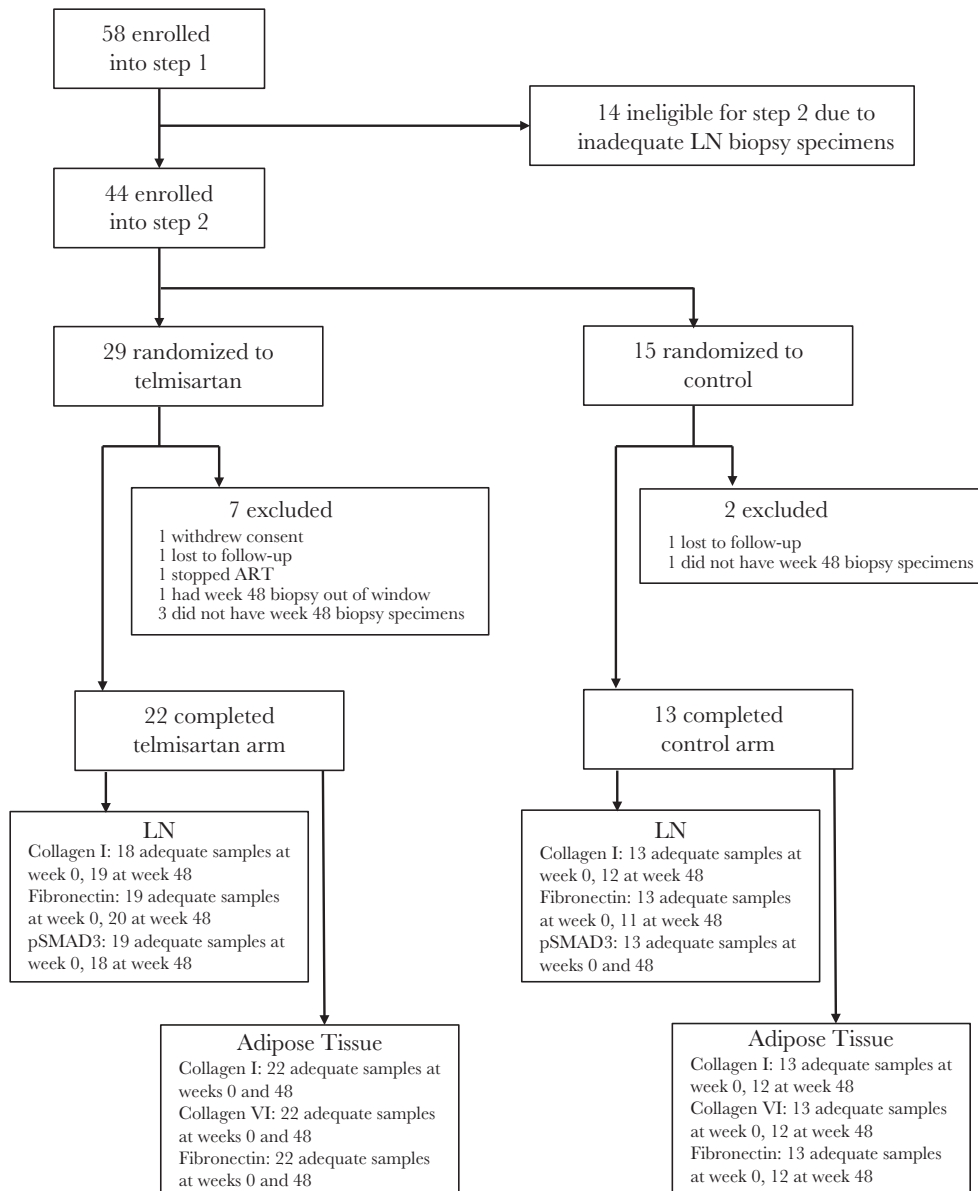 58 enrolled
into step 1
14 ineligible for step 2 due to
inadequate LN biopsy specimens
44 enrolled
into step 2
29 randomized to
telmisartan
15 randomized to
control
7 excluded
1 withdrew consent
1 lost to follow-up
1 stopped ART
1 had week 48 biopsy out of window
3 did not have week 48 biopsy specimens
2 excluded
1 lost to follow-up
1 did not have week 48 biopsy specimens
22 completed
telmisartan arm
13 completed
control arm
LN
Collagen I: 18 adequate samples at
week 0, 19 at week 48
Fibronectin: 19 adequate samples
at week 0, 20 at week 48
pSMAD3: 19 adequate samples at
week 0, 18 at week 48
LN
Collagen I: 13 adequate samples at
week 0, 12 at week 48
Fibronectin: 13 adequate samples
at week 0, 11 at week 48
pSMAD3: 13 adequate samples at
weeks 0 and 48
Adipose Tissue
Collagen I: 22 adequate samples at
weeks 0 and 48
Collagen VI: 22 adequate samples
at weeks 0 and 48
Fibronectin: 22 adequate samples
at weeks 0 and 48
Adipose Tissue
Collagen I: 13 adequate samples at
week 0, 12 at week 48
Collagen VI: 13 adequate samples
at week 0, 12 at week 48
Fibronectin: 13 adequate samples
at week 0, 12 at week 48